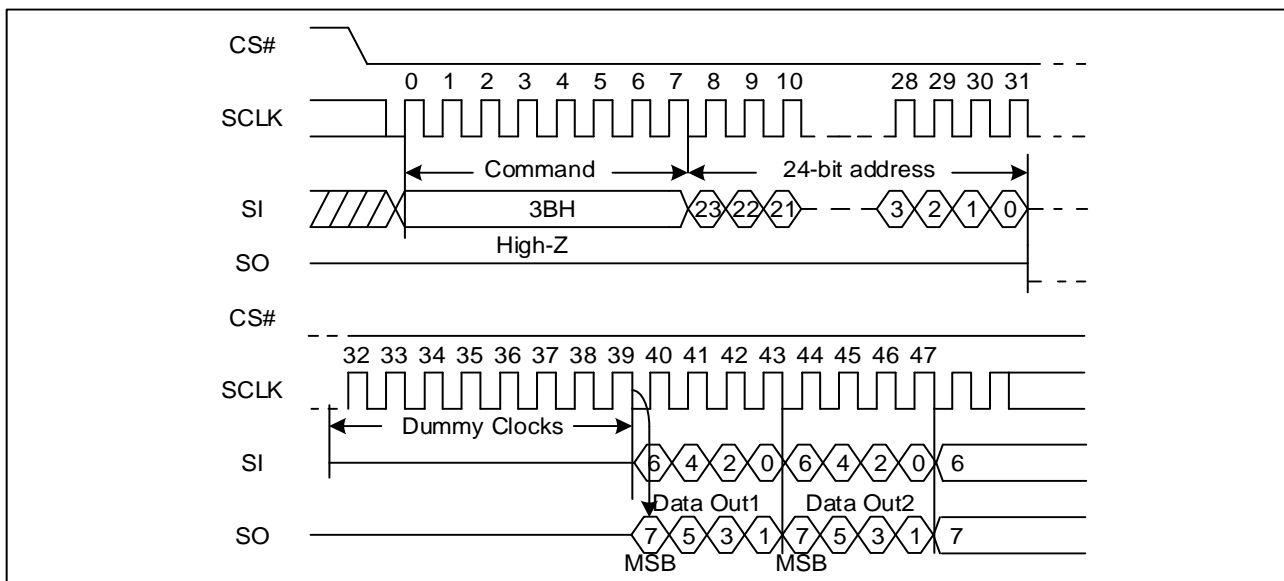 CS#
0 1 2 3 4 5 6 7 8 9 10 28 29 30 31
SCLK
Command 24-bit address
SI 3BH 23 22 21 3 2 1 0
High-Z
SO
CS#
32 33 34 35 36 37 38 39 40 41 42 43 44 45 46 47
SCLK
Dummy Clocks
SI 6 4 2 0 6 4 2 0 6
Data Out1 Data Out2
SO 7 5 3 1 7 5 3 1 7
MSB MSB